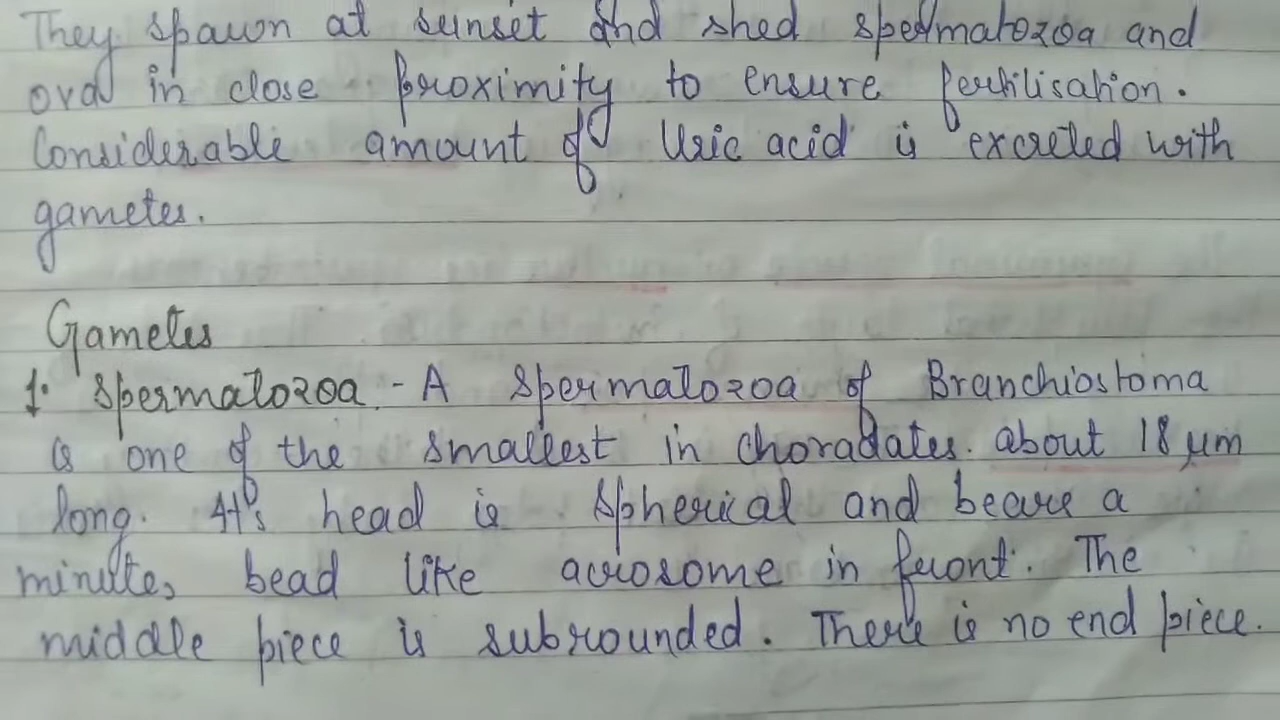 They spawn at sunset and shed spermatozoa and
ova in close proximity to ensure fertilisation.
Considerable amount of Uric acid is excreted with
gametes.
Gametes
1. Spermatozoa - A Spermatozoa of Branchiostoma
is one of the smallest in choradates. about 18 μm
long. It's head is spherical and bears a
minute, bead like acrosome in front. The
middle piece is subrounded. There is no end piece.